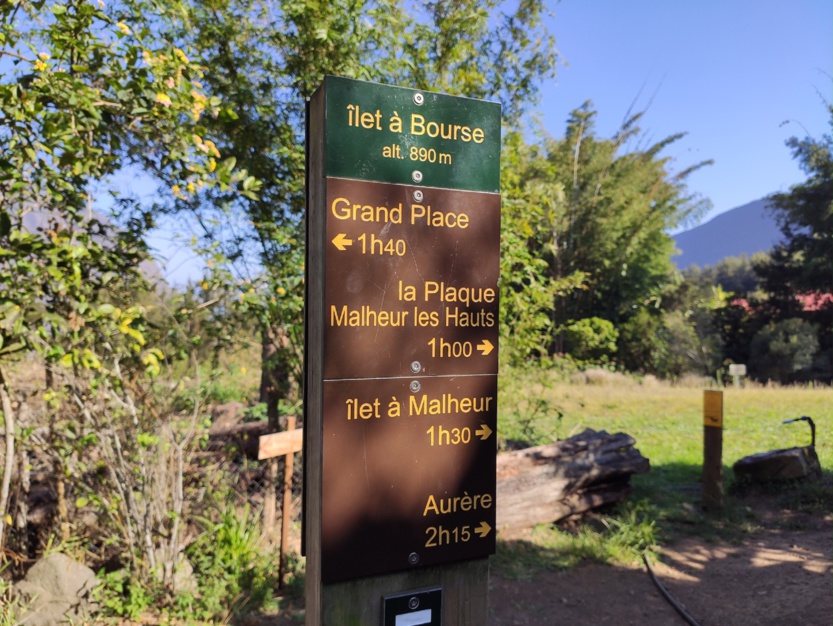 îlet à Bourse
alt. 890 m
Grand Place
← 1h40
la Plaque
Malheur les Hauts
1h00 →
îlet à Malheur
1h30 →
Aurère
2h15 →